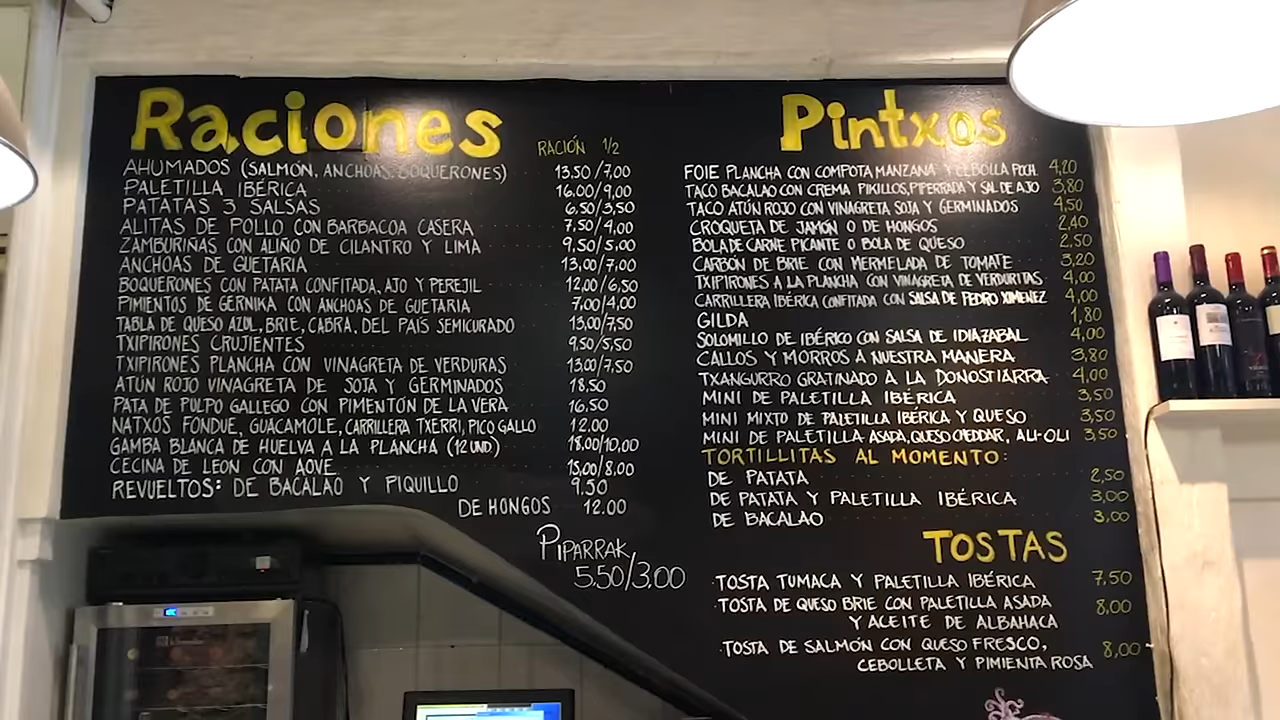 Raciones
RACIÓN 1/2
AHUMADOS (SALMÓN, ANCHOAS, BOQUERONES) 13.50/7,00
PALETILLA IBÉRICA 16.00/9,00
PATATAS 3 SALSAS 6.50/3,50
ALITAS DE POLLO CON BARBACOA CASERA 7,50/4,00
ZAMBURIÑAS CON ALIÑO DE CILANTRO Y LIMA 9,50/5,00
ANCHOAS DE GUETARIA 13,00/7,00
BOQUERONES CON PATATA CONFITADA, AJO Y PEREJIL 12,00/6,50
PIMIENTOS DE GERNIKA CON ANCHOAS DE GUETARIA 7.00/4,00
TABLA DE QUESO AZUL, BRIE, CABRA, DEL PAÍS SEMICURADO 13,00/7,50
TXIPIRONES CRUJIENTES 9,50/5,50
TXIPIRONES PLANCHA CON VINAGRETA DE VERDURAS 13.00/7,50
ATÚN ROJO VINAGRETA DE SOJA Y GERMINADOS 18.50
PATA DE PULPO GALLEGO CON PIMENTÓN DE LA VERA 16.50
NATXOS FONDUE, GUACAMOLE, CARRILLERA TXERRI, PICO GALLO 12.00
GAMBA BLANCA DE HUELVA A LA PLANCHA (12 UND.) 18.00/10,00
CECINA DE LEON CON AOVE 15,00/8.00
REVUELTOS: DE BACALAO Y PIQUILLO 9.50
DE HONGOS 12.00
PIPARRAK
5.50/3.00
Pintxos
FOIE PLANCHA CON COMPOTA MANZANA Y CEBOLLA POCH. 4,20
TACO BACALAO CON CREMA PIKILLOS, PIPERRADA Y SAL DE AJO 3,80
TACO ATÚN ROJO CON VINAGRETA SOJA Y GERMINADOS 4,50
CROQUETA DE JAMÓN O DE HONGOS 2,40
BOLA DE CARNE PICANTE O BOLA DE QUESO 2,50
CARBÓN DE BRIE CON MERMELADA DE TOMATE 3,20
TXIPIRONES A LA PLANCHA CON VINAGRETA DE VERDURITAS 4,00
CARRILLERA IBÉRICA CONFITADA CON SALSA DE PEDRO XIMENEZ 4,00
GILDA 1,80
SOLOMILLO DE IBÉRICO CON SALSA DE IDIAZABAL 4,00
CALLOS Y MORROS A NUESTRA MANERA 3,80
TXANGURRO GRATINADO A LA DONOSTIARRA 4,00
MINI DE PALETILLA IBÉRICA 3,50
MINI MIXTO DE PALETILLA IBÉRICA Y QUESO 3,50
MINI DE PALETILLA ASADA, QUESO CHEDDAR, ALI-OLI 3,50
TORTILLITAS AL MOMENTO:
DE PATATA 2,50
DE PATATA Y PALETILLA IBÉRICA 3,00
DE BACALAO 3,00
TOSTAS
TOSTA TUMACA Y PALETILLA IBÉRICA 7,50
TOSTA DE QUESO BRIE CON PALETILLA ASADA 8,00
Y ACEITE DE ALBAHACA
TOSTA DE SALMÓN CON QUESO FRESCO, 8,00
CEBOLLETA Y PIMIENTA ROSA